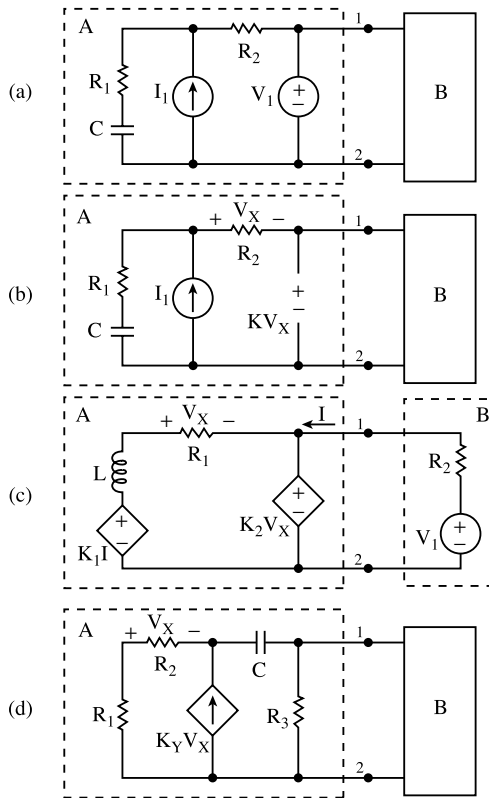 (a)
A
R1
C
I1
R2
V1
+
−
1
2
B
(b)
A
+ VX −
R2
R1
C
I1
+
−
KVX
1
2
B
(c)
A
+ VX −
R1
I
L
+
−
K1I
+
−
K2VX
1
2
B
R2
V1
+
−
(d)
A
+ VX −
R2
C
R1
KYVX
R3
1
2
B